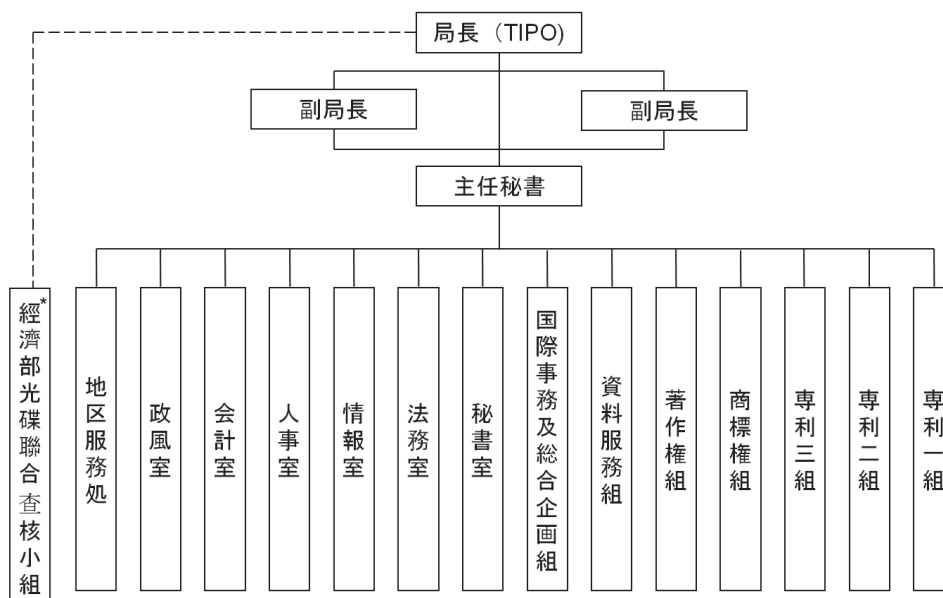 局長（TIPO)
副局長
副局長
主任秘書
經濟部光碟聯合查核小組*
地区服務処
政風室
会計室
人事室
情報室
法務室
秘書室
国際事務及総合企画組
資料服務組
著作権組
商標権組
専利三組
専利二組
専利一組